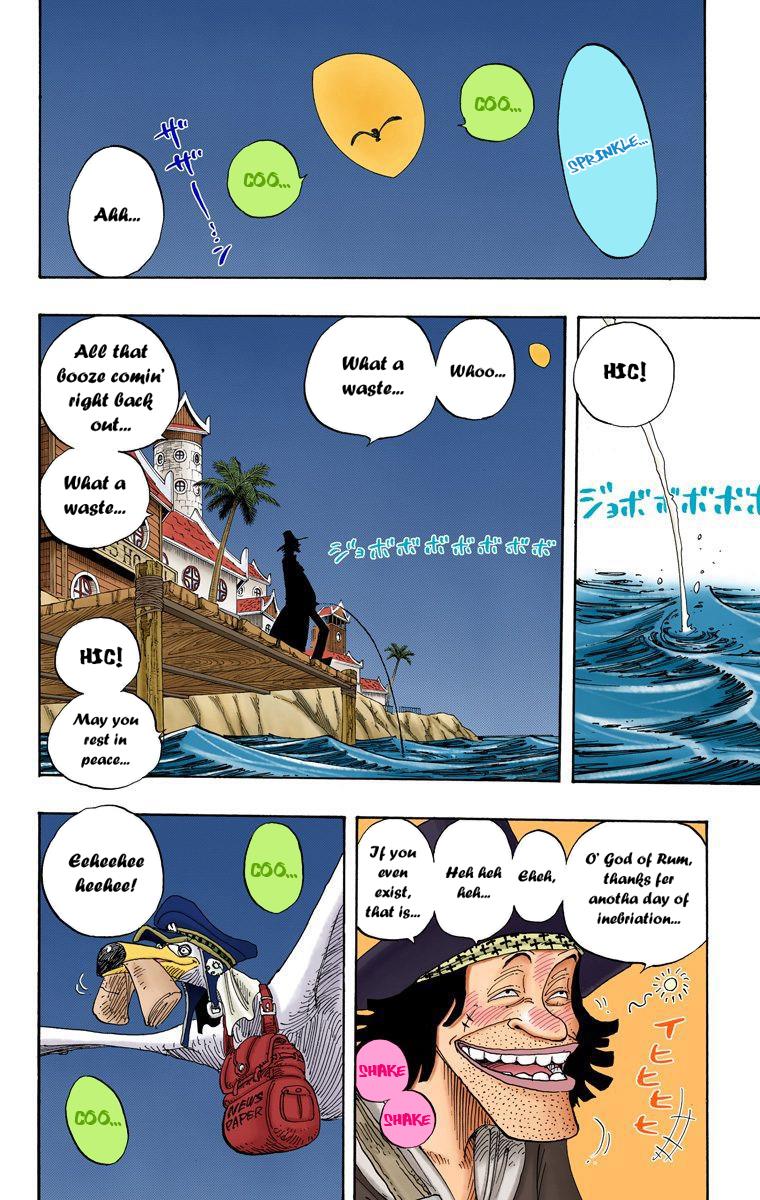 SPRINKLE...
COO...
COO...
ザザーーン
Ahh...
HIC!
ジョボボボボボ
Whoo...
What a
waste...
ジョボボボボボボボ
All that
booze comin'
right back
out...
What a
waste...
HOTEL
HIC!
May you
rest in
peace...
O' God of Rum,
thanks fer
anotha day of
inebriation...
Eheh,
Heh heh
heh...
If you
even
exist,
that is...
イヒヒヒヒ
SHAKE
SHAKE
COO...
Eeheehee
heehee!
NEWS
PAPER
COO...